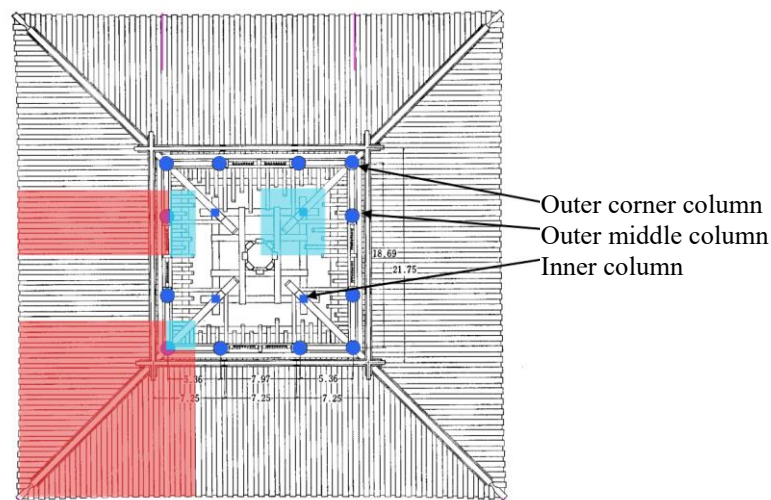 Outer corner column
Outer middle column
Inner column
18.69
21.75
5.36 7.97 5.36
7.25 7.25 7.25